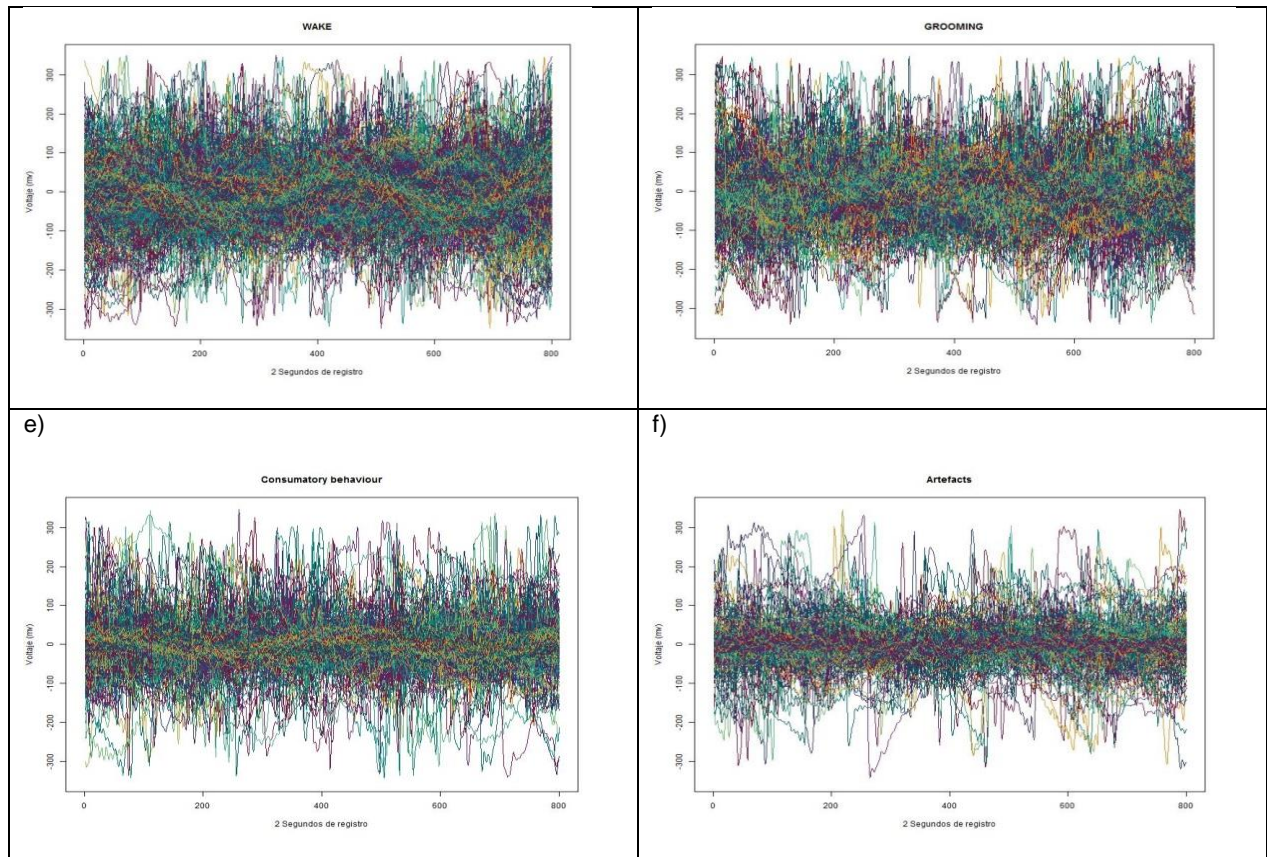 WAKE
Voltaje (mv)
300
200
100
0
-100
-200
-300
0 200 400 600 800
2 Segundos de registro
GROOMING
Voltaje (mv)
300
200
100
0
-100
-200
-300
0 200 400 600 800
2 Segundos de registro
e)
Consumatory behaviour
Voltaje (mv)
300
200
100
0
-100
-200
-300
0 200 400 600 800
2 Segundos de registro
f)
Artefacts
Voltaje (mv)
300
200
100
0
-100
-200
-300
0 200 400 600 800
2 Segundos de registro